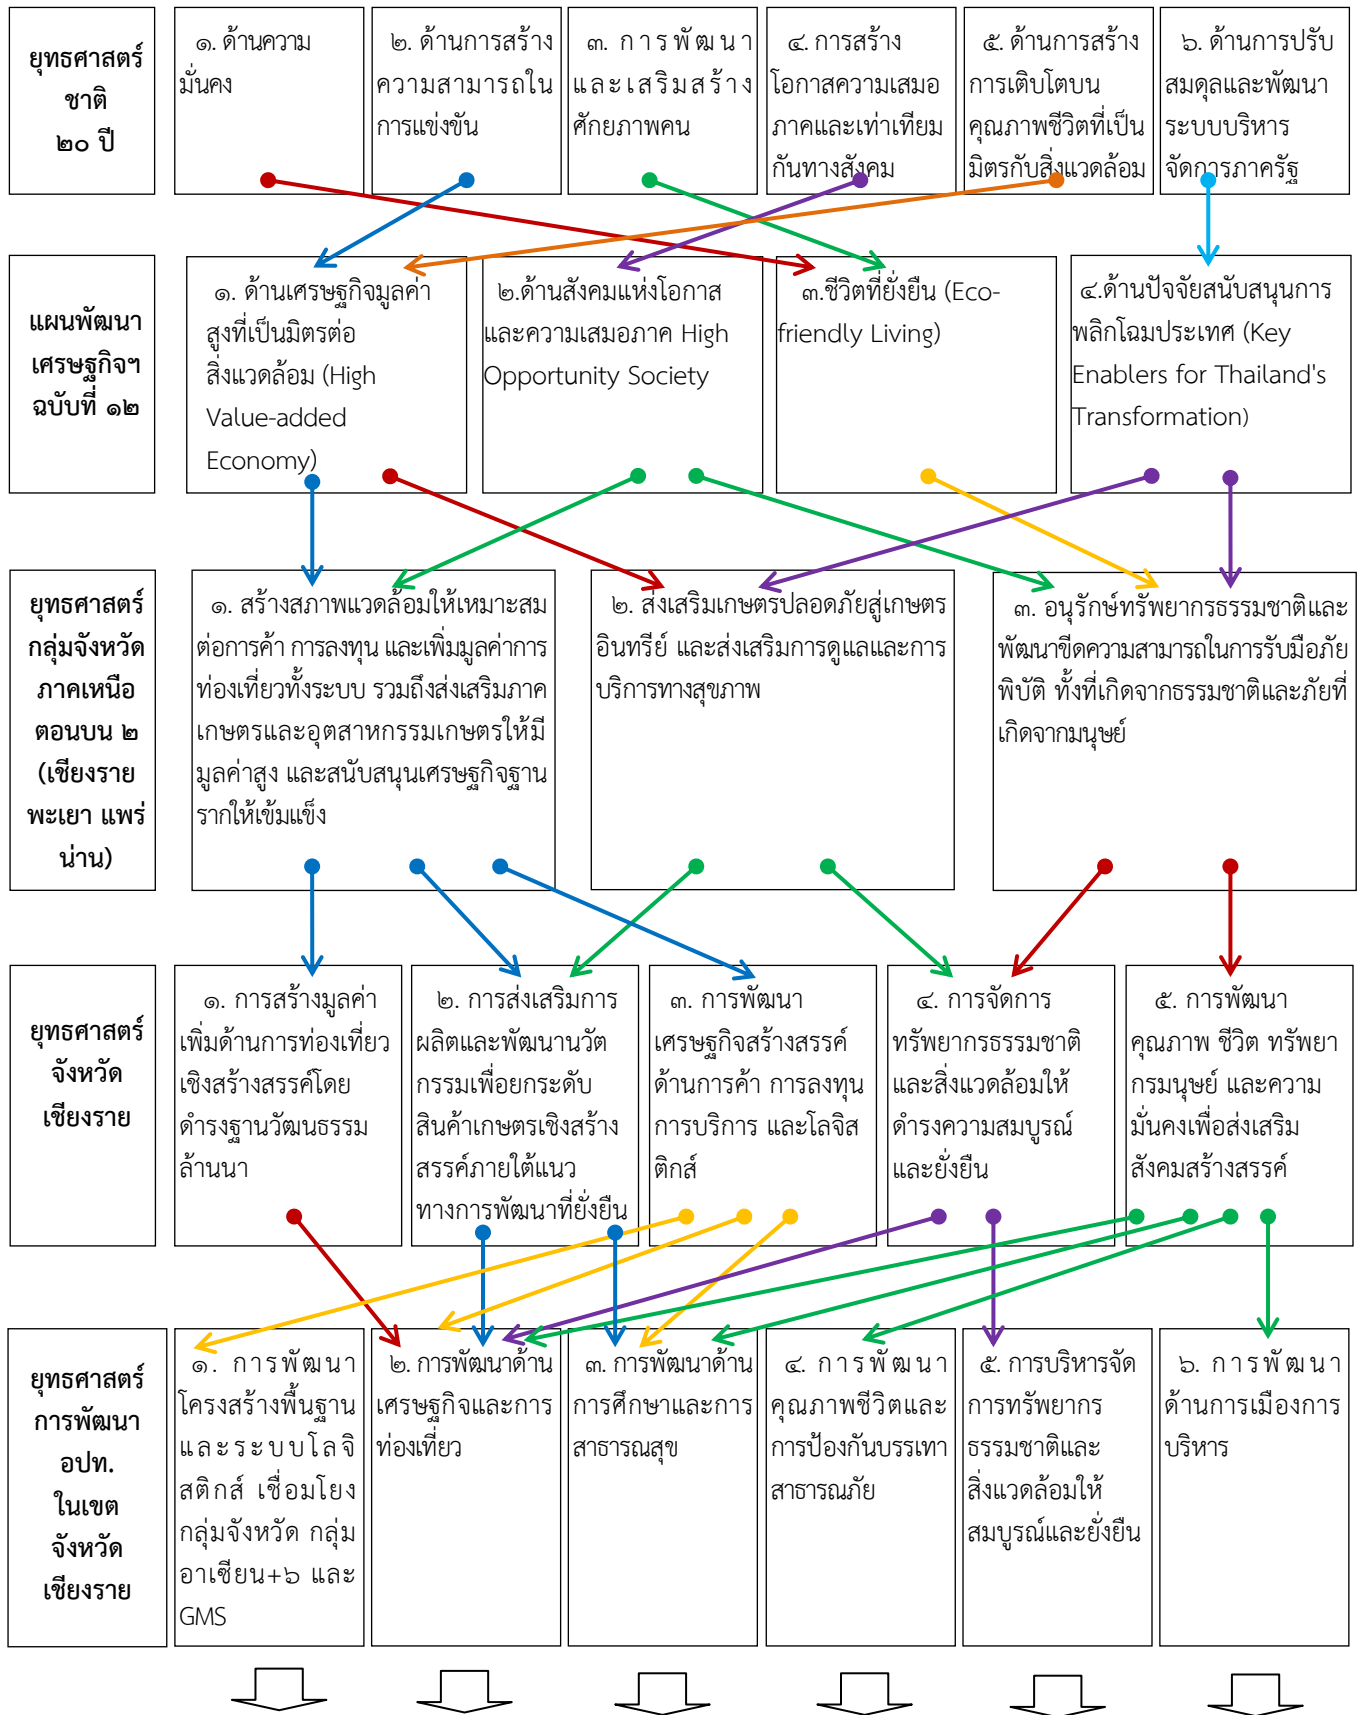 ยุทธศาสตร์
ชาติ
๒๐ ปี
๑. ด้านความ
มั่นคง
๒. ด้านการสร้าง
ความสามารถใน
การแข่งขัน
๓. การพัฒนา
และเสริมสร้าง
ศักยภาพคน
๔. การสร้าง
โอกาสความเสมอ
ภาคและเท่าเทียม
กันทางสังคม
๕. ด้านการสร้าง
การเติบโตบน
คุณภาพชีวิตที่เป็น
มิตรกับสิ่งแวดล้อม
๖. ด้านการปรับ
สมดุลและพัฒนา
ระบบบริหาร
จัดการภาครัฐ
แผนพัฒนา
เศรษฐกิจฯ
ฉบับที่ ๑๒
๑. ด้านเศรษฐกิจมูลค่า
สูงที่เป็นมิตรต่อ
สิ่งแวดล้อม (High
Value-added
Economy)
๒.ด้านสังคมแห่งโอกาส
และความเสมอภาค High
Opportunity Society
๓.ชีวิตที่ยั่งยืน (Eco-
friendly Living)
๔.ด้านปัจจัยสนับสนุนการ
พลิกโฉมประเทศ (Key
Enablers for Thailand's
Transformation)
ยุทธศาสตร์
กลุ่มจังหวัด
ภาคเหนือ
ตอนบน ๒
(เชียงราย
พะเยา แพร่
น่าน)
๑. สร้างสภาพแวดล้อมให้เหมาะสม
ต่อการค้า การลงทุน และเพิ่มมูลค่าการ
ท่องเที่ยวทั้งระบบ รวมถึงส่งเสริมภาค
เกษตรและอุตสาหกรรมเกษตรให้มี
มูลค่าสูง และสนับสนุนเศรษฐกิจฐาน
รากให้เข้มแข็ง
๒. ส่งเสริมเกษตรปลอดภัยสู่เกษตร
อินทรีย์ และส่งเสริมการดูแลและการ
บริการทางสุขภาพ
๓. อนุรักษ์ทรัพยากรธรรมชาติและ
พัฒนาขีดความสามารถในการรับมือภัย
พิบัติ ทั้งที่เกิดจากธรรมชาติและภัยที่
เกิดจากมนุษย์
ยุทธศาสตร์
จังหวัด
เชียงราย
๑. การสร้างมูลค่า
เพิ่มด้านการท่องเที่ยว
เชิงสร้างสรรค์โดย
ดำรงฐานวัฒนธรรม
ล้านนา
๒. การส่งเสริมการ
ผลิตและพัฒนานวัต
กรรมเพื่อยกระดับ
สินค้าเกษตรเชิงสร้าง
สรรค์ภายใต้แนว
ทางการพัฒนาที่ยั่งยืน
๓. การพัฒนา
เศรษฐกิจสร้างสรรค์
ด้านการค้า การลงทุน
การบริการ และโลจิส
ติกส์
๔. การจัดการ
ทรัพยากรธรรมชาติ
และสิ่งแวดล้อมให้
ดำรงความสมบูรณ์
และยั่งยืน
๕. การพัฒนา
คุณภาพ ชีวิต ทรัพยา
กรมนุษย์ และความ
มั่นคงเพื่อส่งเสริม
สังคมสร้างสรรค์
ยุทธศาสตร์
การพัฒนา
อปท.
ในเขต
จังหวัด
เชียงราย
๑. การพัฒนา
โครงสร้างพื้นฐาน
และระบบโลจิ
สติกส์ เชื่อมโยง
กลุ่มจังหวัด กลุ่ม
อาเซียน+๖ และ
GMS
๒. การพัฒนาด้าน
เศรษฐกิจและการ
ท่องเที่ยว
๓. การพัฒนาด้าน
การศึกษาและการ
สาธารณสุข
๔. การพัฒนา
คุณภาพชีวิตและ
การป้องกันบรรเทา
สาธารณภัย
๕. การบริหารจัด
การทรัพยากร
ธรรมชาติและ
สิ่งแวดล้อมให้
สมบูรณ์และยั่งยืน
๖. การพัฒนา
ด้านการเมืองการ
บริหาร